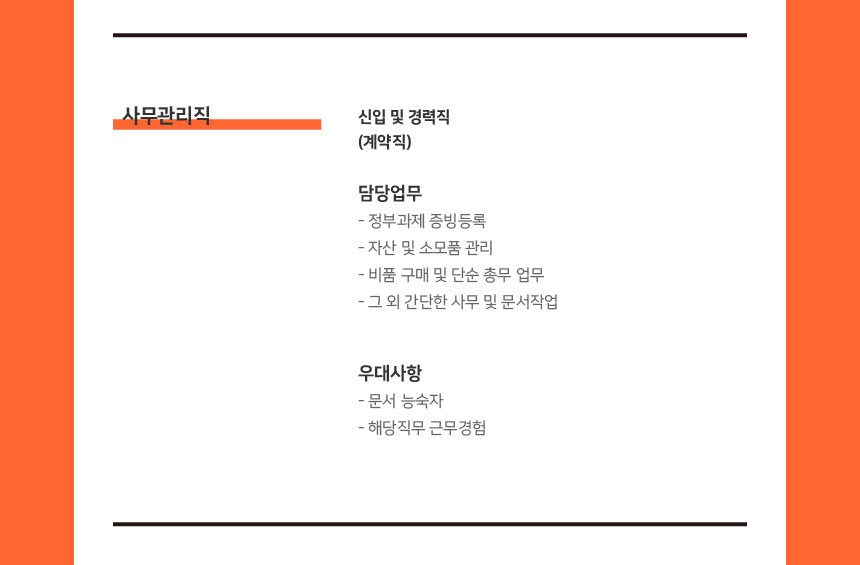 사무관리직
신입 및 경력직
(계약직)
담당업무
- 정부과제 증빙등록
- 자산 및 소모품 관리
- 비품 구매 및 단순 총무 업무
- 그 외 간단한 사무 및 문서작업
우대사항
- 문서 능숙자
- 해당직무 근무경험